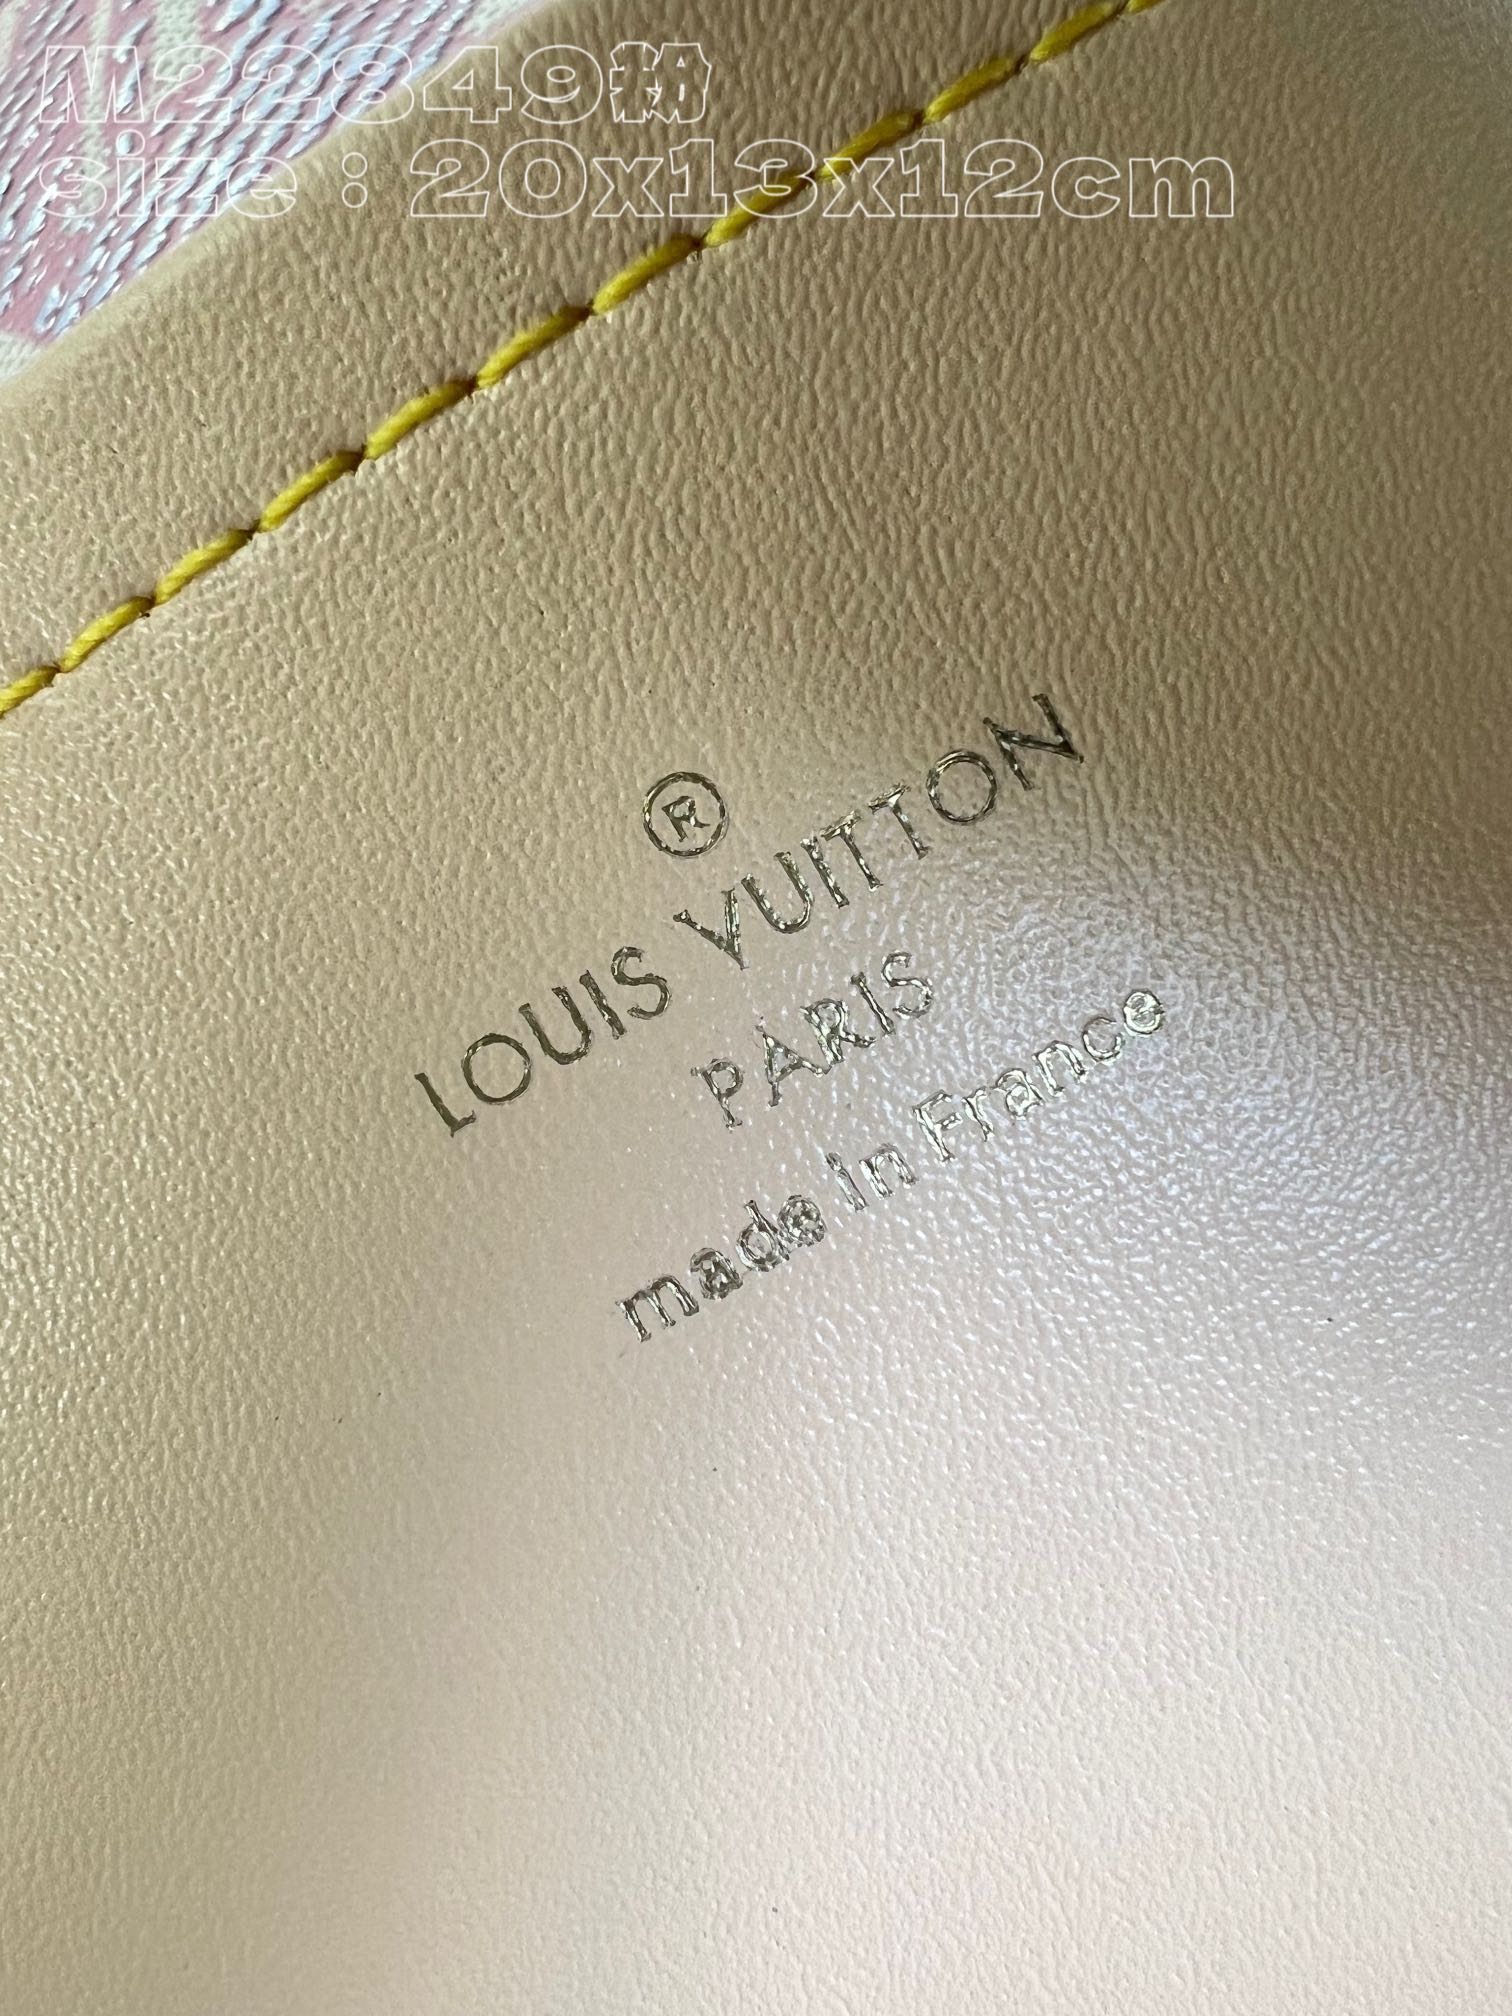 M22849粉
size：20x13x12cm
®
LOUIS VUITTON
PARIS
made in France